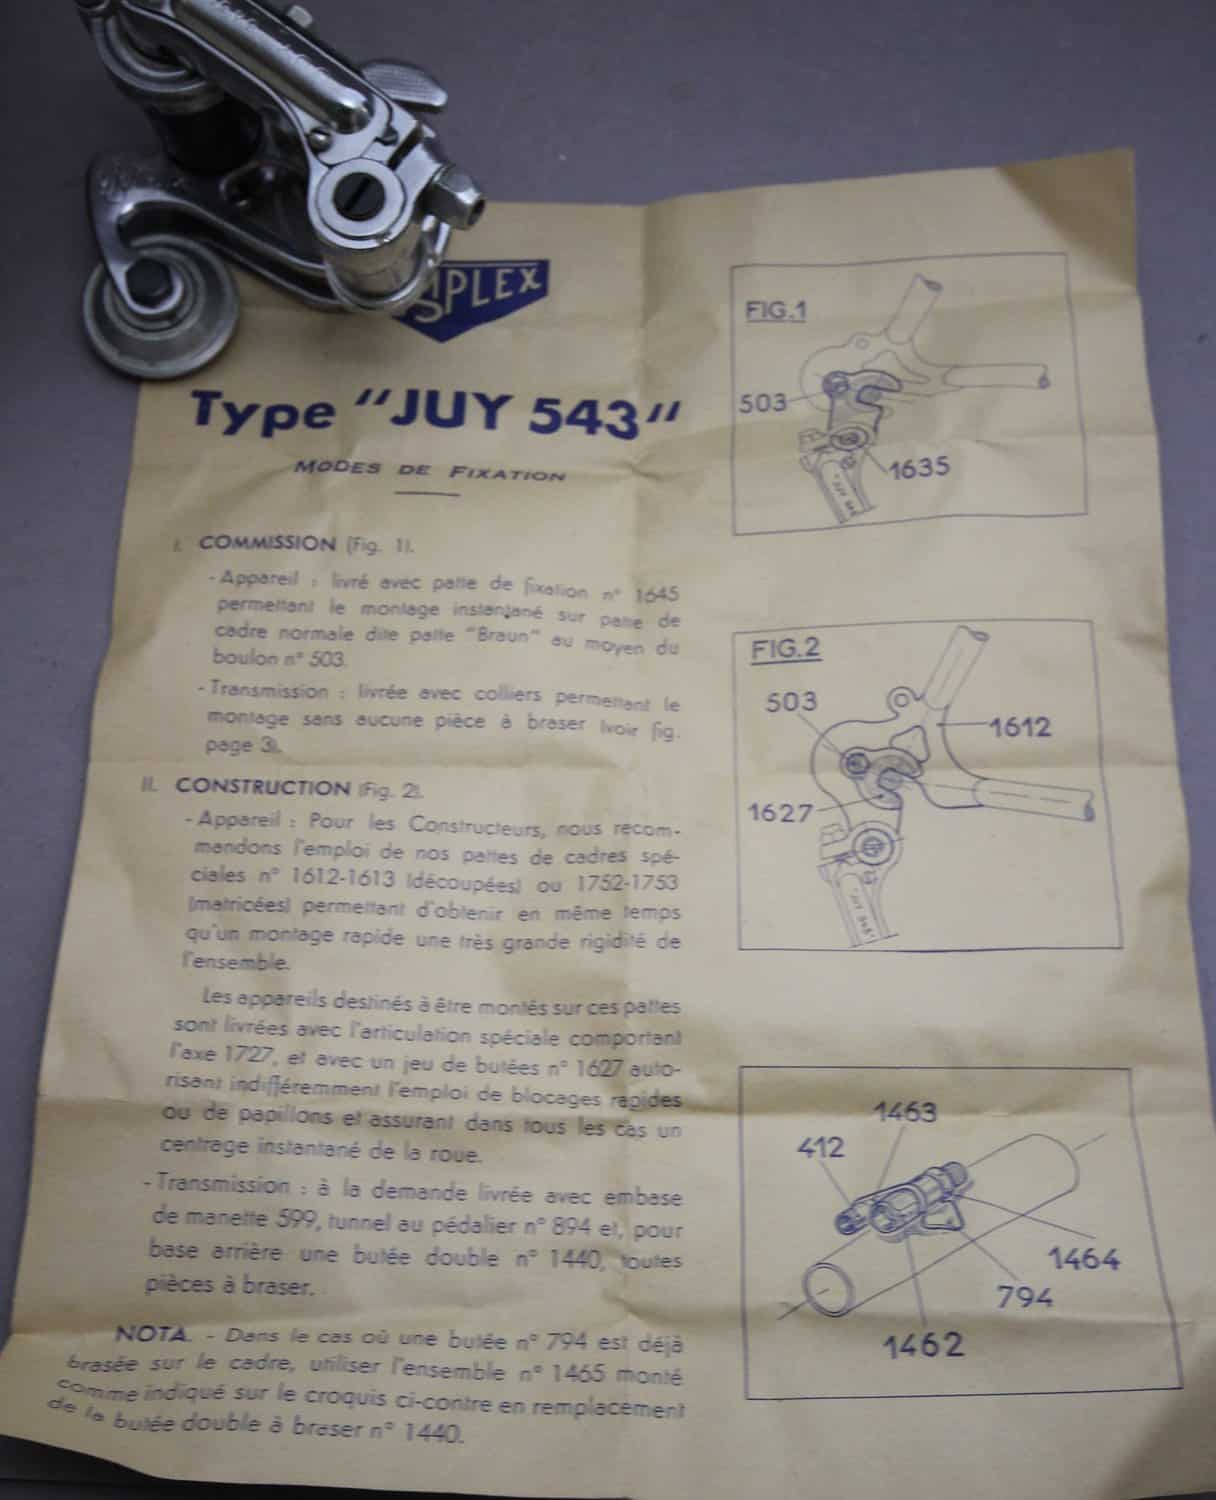 PLEX
Type "JUY 543"
MODES DE FIXATION
I. COMMISSION (Fig. 1).
- Appareil : livré avec patte de fixation n° 1645
permettant le montage instantané sur patte de
cadre normale dite patte "Braun" au moyen du
boulon n° 503.
- Transmission : livrée avec colliers permettant le
montage sans aucune pièce à braser (voir fig.
page 3).
II. CONSTRUCTION (Fig. 2).
- Appareil : Pour les Constructeurs, nous recom-
mandons l'emploi de nos pattes de cadres spé-
ciales n° 1612-1613 (découpées) ou 1752-1753
(matricées) permettant d'obtenir en même temps
qu'un montage rapide une très grande rigidité de
l'ensemble.
Les appareils destinés à être montés sur ces pattes
sont livrées avec l'articulation spéciale comportant
l'axe 1727, et avec un jeu de butées n° 1627 auto-
risant indifféremment l'emploi de blocages rapides
ou de papillons et assurant dans tous les cas un
centrage instantané de la roue.
- Transmission : à la demande livrée avec embase
de manette 599, tunnel au pédalier n° 894 et, pour
base arrière une butée double n° 1440, toutes
pièces à braser.
NOTA. - Dans le cas où une butée n° 794 est déjà
brasée sur le cadre, utiliser l'ensemble n° 1465 monté
comme indiqué sur le croquis ci-contre en remplacement
de la butée double à braser n° 1440.
FIG.1
503
1635
FIG.2
503
1612
1627
"JUY 543"
1463
412
1464
794
1462